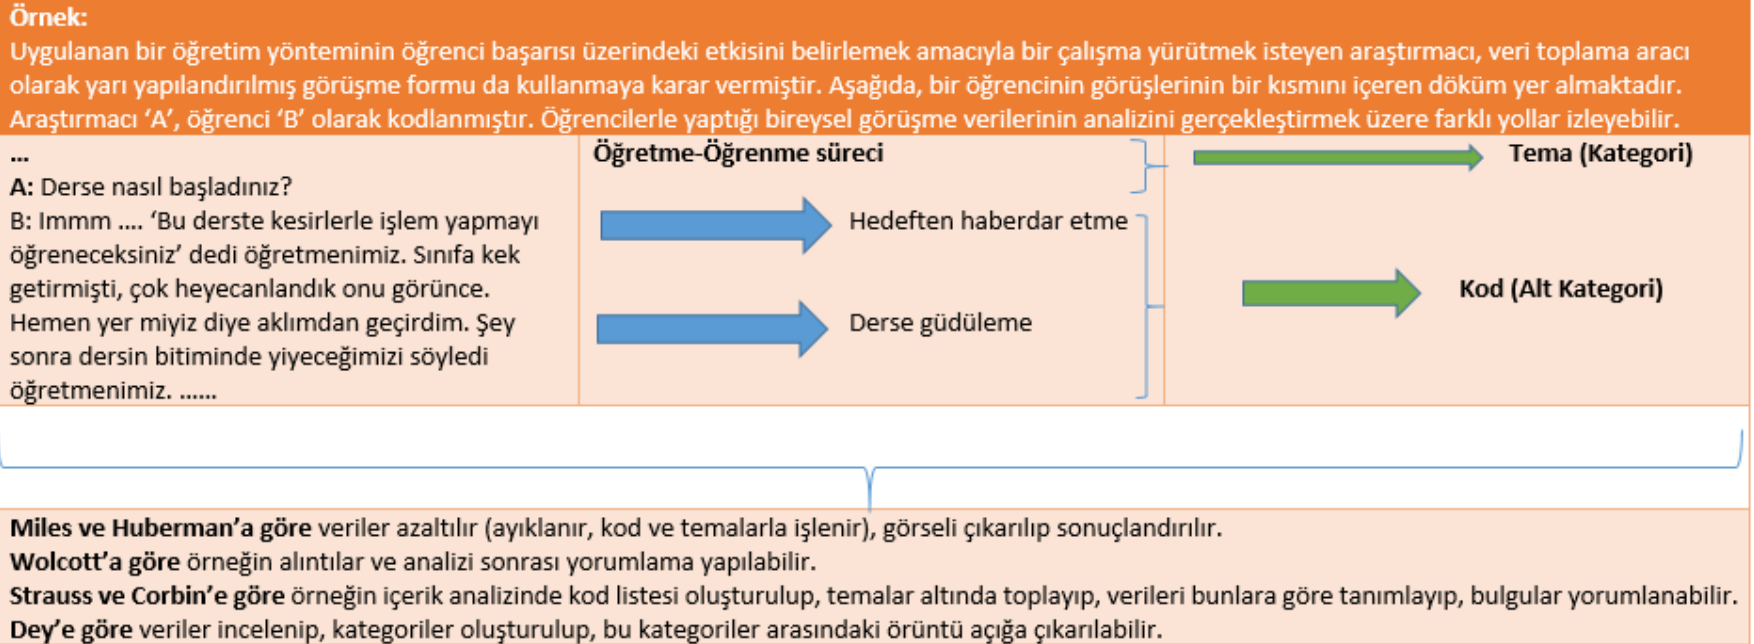 Örnek:
Uygulanan bir öğretim yönteminin öğrenci başarısı üzerindeki etkisini belirlemek amacıyla bir çalışma yürütmek isteyen araştırmacı, veri toplama aracı
olarak yarı yapılandırılmış görüşme formu da kullanmaya karar vermiştir. Aşağıda, bir öğrencinin görüşlerinin bir kısmını içeren döküm yer almaktadır.
Araştırmacı ‘A’, öğrenci ‘B’ olarak kodlanmıştır. Öğrencilerle yaptığı bireysel görüşme verilerinin analizini gerçekleştirmek üzere farklı yollar izleyebilir.
...
A: Derse nasıl başladınız?
B: Immm .... ‘Bu derste kesirlerle işlem yapmayı
öğreneceksiniz’ dedi öğretmenimiz. Sınıfa kek
getirmişti, çok heyecanlandık onu görünce.
Hemen yer miyiz diye aklımdan geçirdim. Şey
sonra dersin bitiminde yiyeceğimizi söyledi
öğretmenimiz. ......
Öğretme-Öğrenme süreci
Hedeften haberdar etme
Derse güdüleme
Tema (Kategori)
Kod (Alt Kategori)
Miles ve Huberman’a göre veriler azaltılır (ayıklanır, kod ve temalarla işlenir), görseli çıkarılıp sonuçlandırılır.
Wolcott’a göre örneğin alıntılar ve analizi sonrası yorumlama yapılabilir.
Strauss ve Corbin’e göre örneğin içerik analizinde kod listesi oluşturulup, temalar altında toplayıp, verileri bunlara göre tanımlayıp, bulgular yorumlanabilir.
Dey’e göre veriler incelenip, kategoriler oluşturulup, bu kategoriler arasındaki örüntü açığa çıkarılabilir.